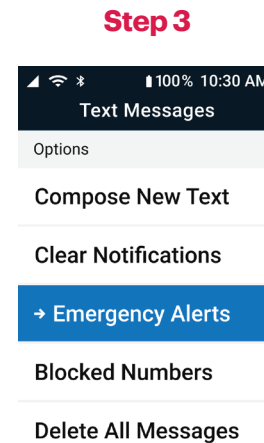 Step 3
100% 10:30 AM
Text Messages
Options
Compose New Text
Clear Notifications
→ Emergency Alerts
Blocked Numbers
Delete All Messages